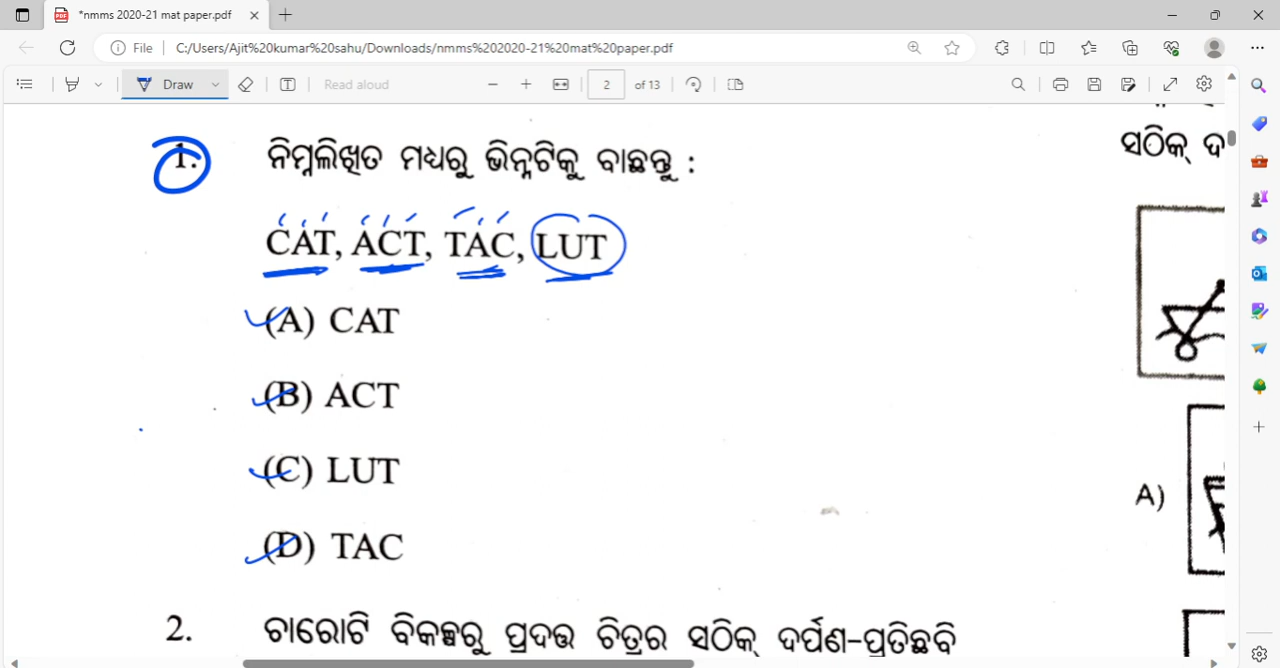 *nmms 2020-21 mat paper.pdf
File C:/Users/Ajit%20kumar%20sahu/Downloads/nmms%202020-21%20mat%20paper.pdf
Draw Read aloud 2 of 13
1. ନିମ୍ନଲିଖିତ ମଧ୍ୟରୁ ଭିନ୍ନଟିକୁ ବାଛନ୍ତୁ :
CAT, ACT, TAC, LUT
(A) CAT
(B) ACT
(C) LUT
(D) TAC
2. ଚାରୋଟି ବିକଳ୍ପରୁ ପ୍ରଦତ୍ତ ଚିତ୍ରର ସଠିକ୍ ଦର୍ପଣ-ପ୍ରତିଛବି
ସଠିକ୍ ଦ
A)